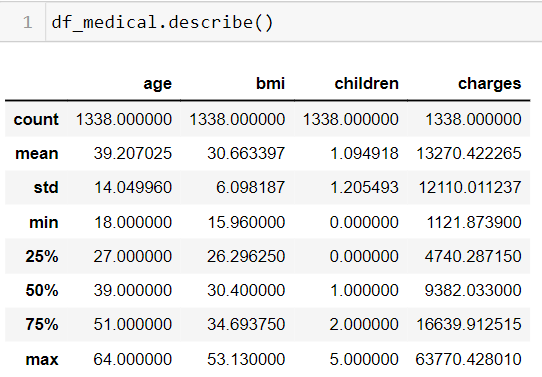 1 df_medical.describe()
age bmi children charges
count 1338.000000 1338.000000 1338.000000 1338.000000
mean 39.207025 30.663397 1.094918 13270.422265
std 14.049960 6.098187 1.205493 12110.011237
min 18.000000 15.960000 0.000000 1121.873900
25% 27.000000 26.296250 0.000000 4740.287150
50% 39.000000 30.400000 1.000000 9382.033000
75% 51.000000 34.693750 2.000000 16639.912515
max 64.000000 53.130000 5.000000 63770.428010